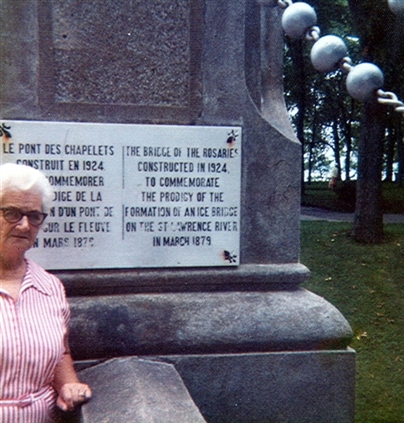 LE PONT DES CHAPELETS
CONSTRUIT EN 1924,
COMMEMORER
DE LA
D'UN PONT DE
SUR LE FLEUVE
MARS 1879
THE BRIDGE OF THE ROSARIES
CONSTRUCTED IN 1924,
TO COMMEMORATE
THE PRODIGY OF THE
FORMATION OF AN ICE BRIDGE
ON THE ST LAWRENCE RIVER
IN MARCH 1879